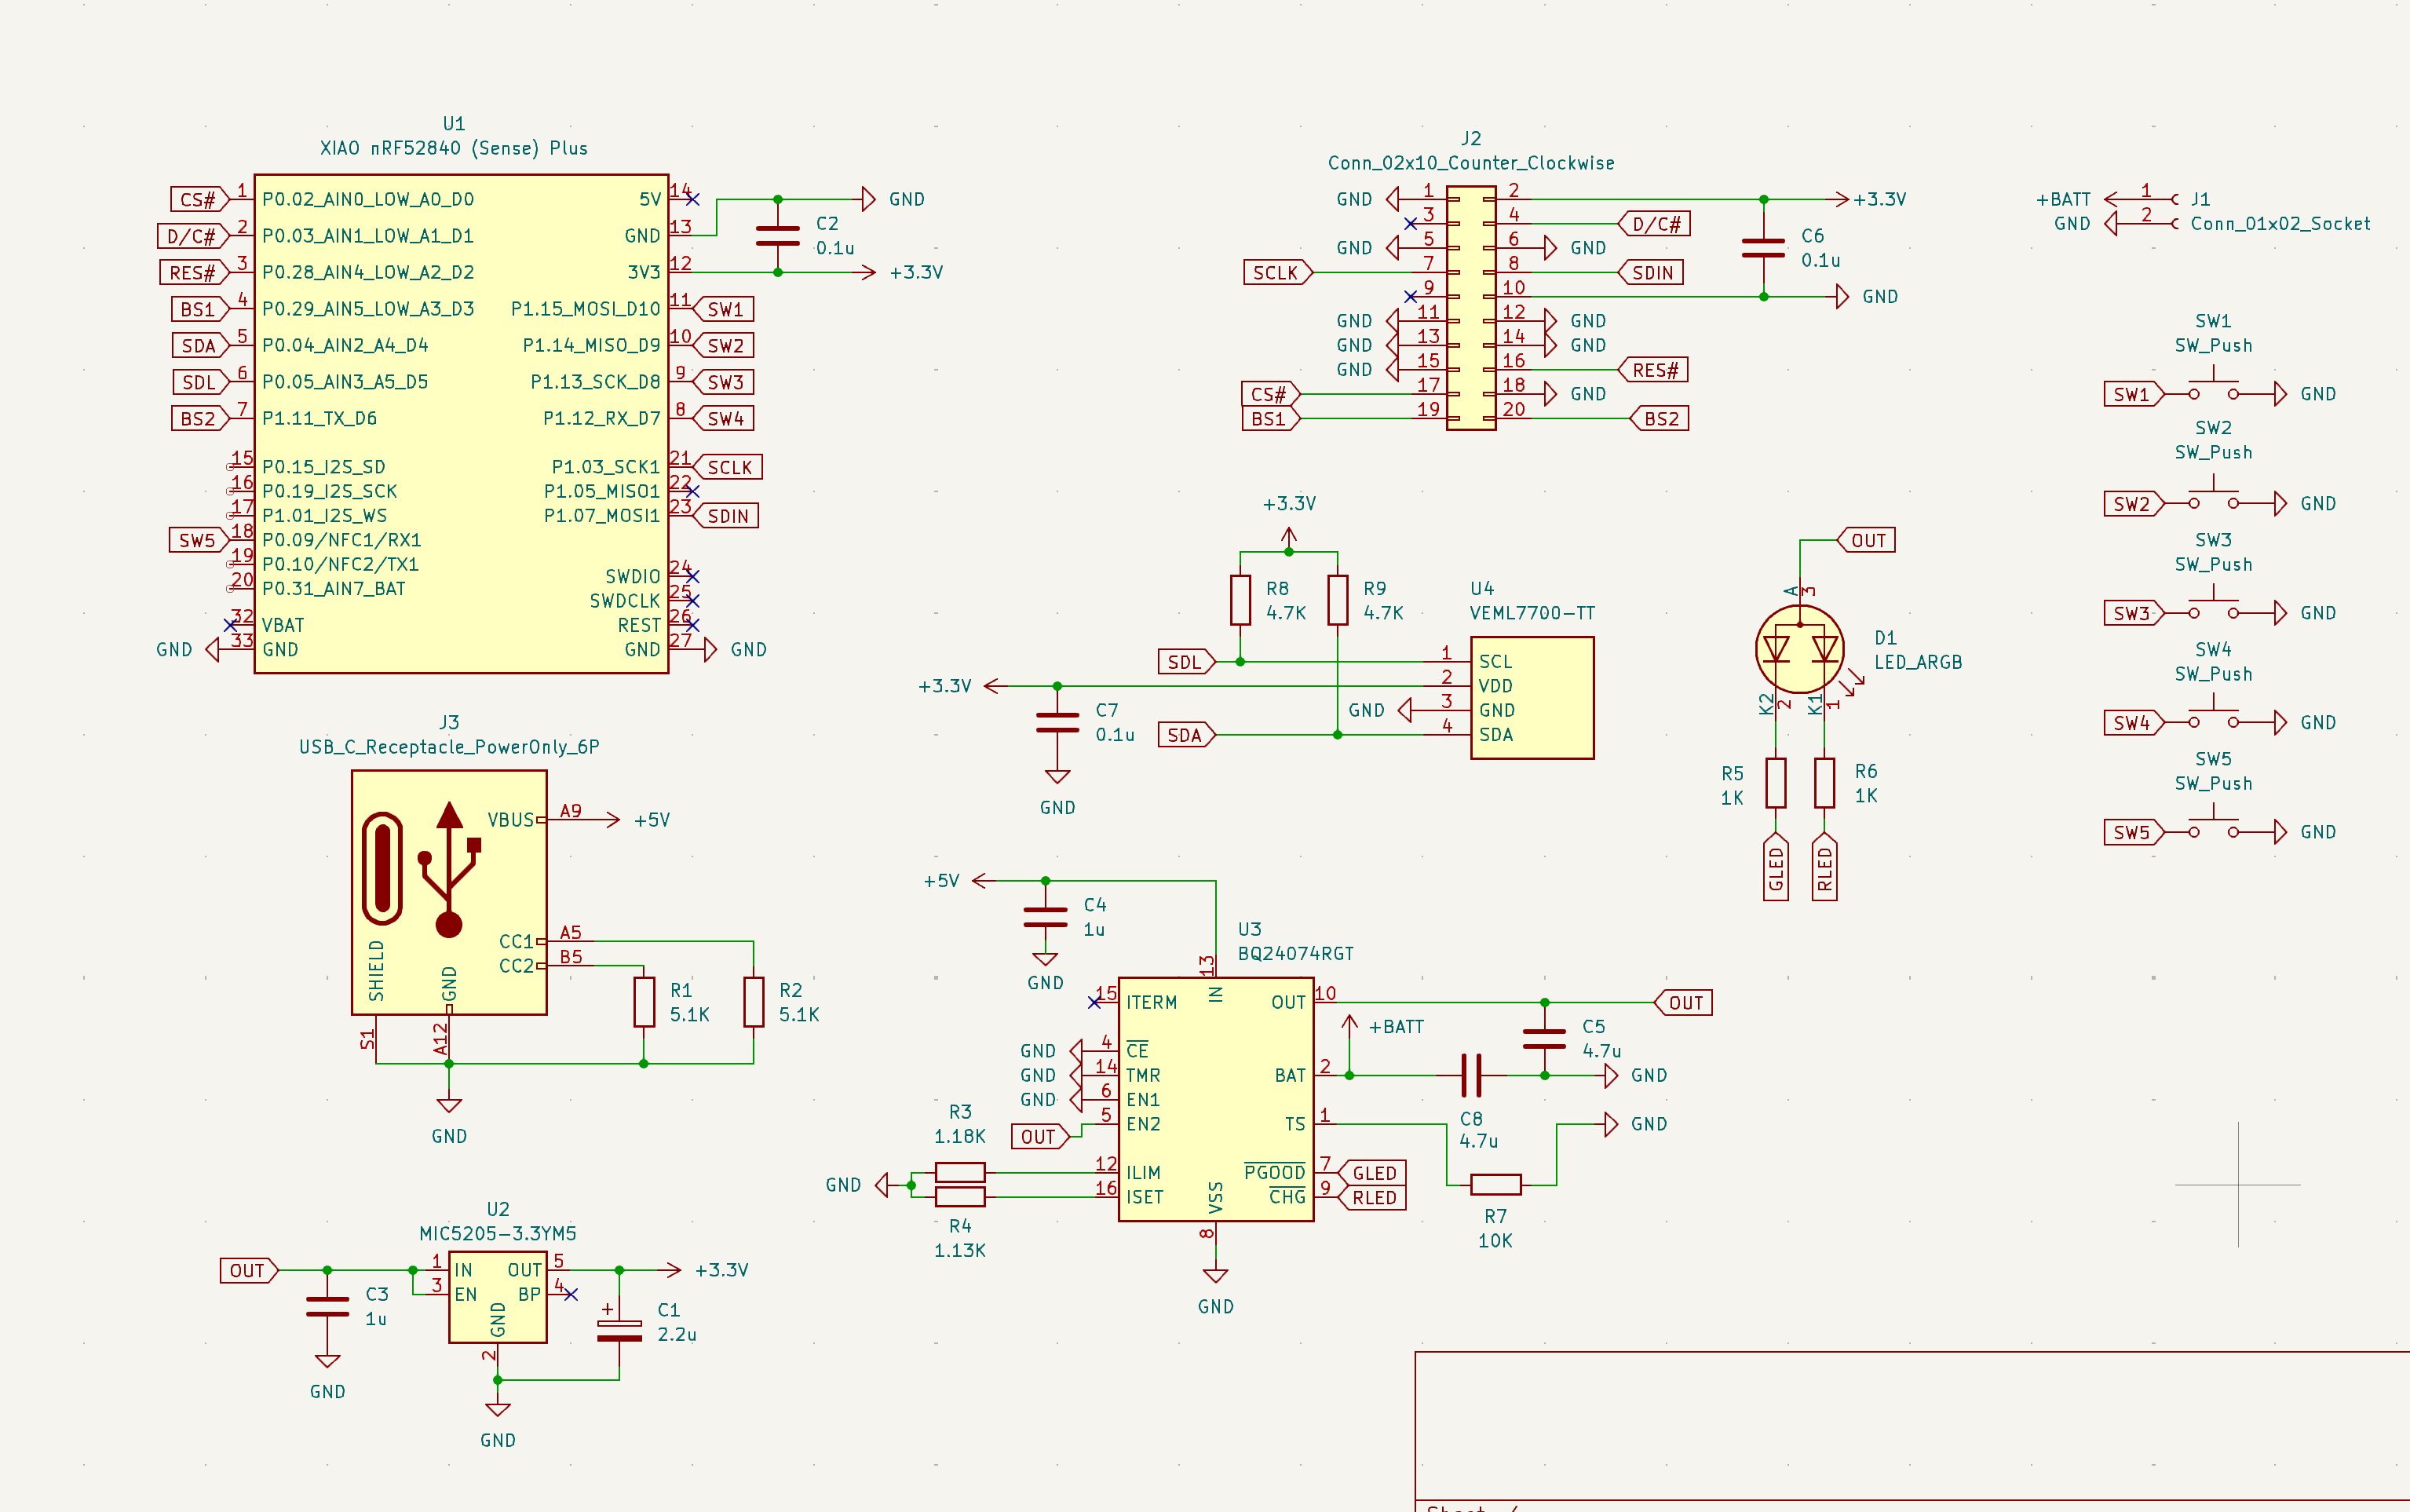 U1
XIAO nRF52840 (Sense) Plus
CS# 1 P0.02_AIN0_LOW_A0_D0 5V 14 GND
D/C# 2 P0.03_AIN1_LOW_A1_D1 GND 13
C2
0.1u
RES# 3 P0.28_AIN4_LOW_A2_D2 3V3 12 +3.3V
BS1 4 P0.29_AIN5_LOW_A3_D3 P1.15_MOSI_D10 11 SW1
SDA 5 P0.04_AIN2_A4_D4 P1.14_MISO_D9 10 SW2
SDL 6 P0.05_AIN3_A5_D5 P1.13_SCK_D8 9 SW3
BS2 7 P1.11_TX_D6 P1.12_RX_D7 8 SW4
15 P0.15_I2S_SD P1.03_SCK1 21 SCLK
16 P0.19_I2S_SCK P1.05_MISO1 22
17 P1.01_I2S_WS P1.07_MOSI1 23 SDIN
SW5 18 P0.09/NFC1/RX1
19 P0.10/NFC2/TX1 SWDIO 24
20 P0.31_AIN7_BAT SWDCLK 25
32 VBAT REST 26
GND 33 GND GND 27 GND
J2
Conn_02x10_Counter_Clockwise
GND 1 2 +3.3V
3 4 D/C#
GND 5 6 GND
C6
0.1u
SCLK 7 8 SDIN
9 10 GND
GND 11 12 GND
GND 13 14 GND
GND 15 16 RES#
CS# 17 18 GND
BS1 19 20 BS2
+BATT 1 J1
GND 2 Conn_01x02_Socket
SW1
SW_Push
SW1 GND
SW2
SW_Push
SW2 GND
SW3
SW_Push
SW3 GND
SW4
SW_Push
SW4 GND
SW5
SW_Push
SW5 GND
+3.3V
R8
4.7K
R9
4.7K
U4
VEML7700-TT
SDL 1 SCL
+3.3V 2 VDD
GND 3 GND
SDA 4 SDA
C7
0.1u
GND
OUT
A 3
D1
LED_ARGB
K2 2 K1 1
R5
1K
R6
1K
GLED RLED
J3
USB_C_Receptacle_PowerOnly_6P
VBUS A9 +5V
CC1 A5
CC2 B5
SHIELD GND
S1 A12
R1
5.1K
R2
5.1K
GND
+5V
C4
1u
GND
U3
BQ24074RGT
13
IN
15 ITERM OUT 10 OUT
+BATT
C5
4.7u
GND 4 CE
GND 14 TMR BAT 2 GND
GND 6 EN1
C8
4.7u
OUT 5 EN2 TS 1 GND
R3
1.18K
12 ILIM PGOOD 7 GLED
GND
16 ISET CHG 9 RLED
R4
1.13K
VSS
8
R7
10K
GND
U2
MIC5205-3.3YM5
OUT 1 IN OUT 5 +3.3V
3 EN BP 4
GND
2
C3
1u
+ C1
2.2u
GND
GND